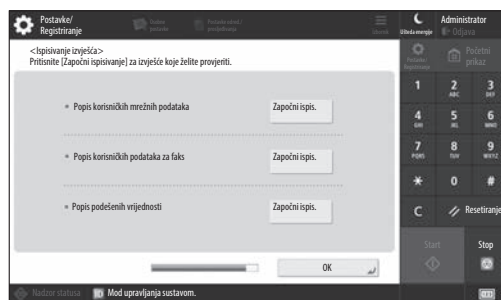 Postavke/
Registriranje
Ušteda energije
Administrator
Odjava
<Ispisivanje izvješća>
Pritisnite [Započni ispisivanje] za izvješće koje želite provjeriti.
Početni
prikaz
Popis korisničkih mrežnih podataka
Započni ispis.
Popis korisničkih podataka za faks
Započni ispis.
Popis podešenih vrijednosti
Započni ispis.
OK
1
2
ABC
3
DEF
4
GHI
5
JKL
6
MNO
7
PQRS
8
TUV
9
WXYZ
*
0
#
C
Resetiranje
Start
Stop
Nadzor statusa
Mod upravljanja sustavom.